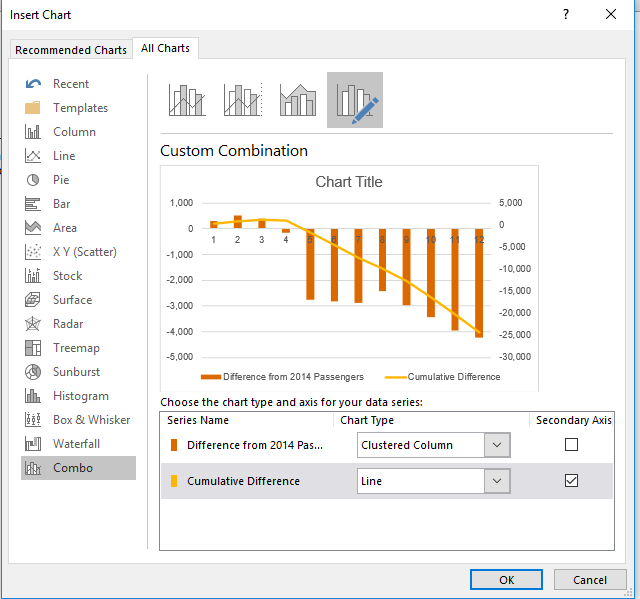 Insert Chart
?
Recommended Charts All Charts
Recent
Templates
Column
Line
Pie
Bar
Area
X Y (Scatter)
Stock
Surface
Radar
Treemap
Sunburst
Histogram
Box & Whisker
Waterfall
Combo
Custom Combination
Chart Title
1,000
0
-1,000
-2,000
-3,000
-4,000
-5,000
1 2 3 4 5 6 7 8 9 10 11 12
5,000
0
-5,000
-10,000
-15,000
-20,000
-25,000
-30,000
Difference from 2014 Passengers Cumulative Difference
Choose the chart type and axis for your data series:
Series Name Chart Type Secondary Axis
Difference from 2014 Pas... Clustered Column
Cumulative Difference Line
OK Cancel